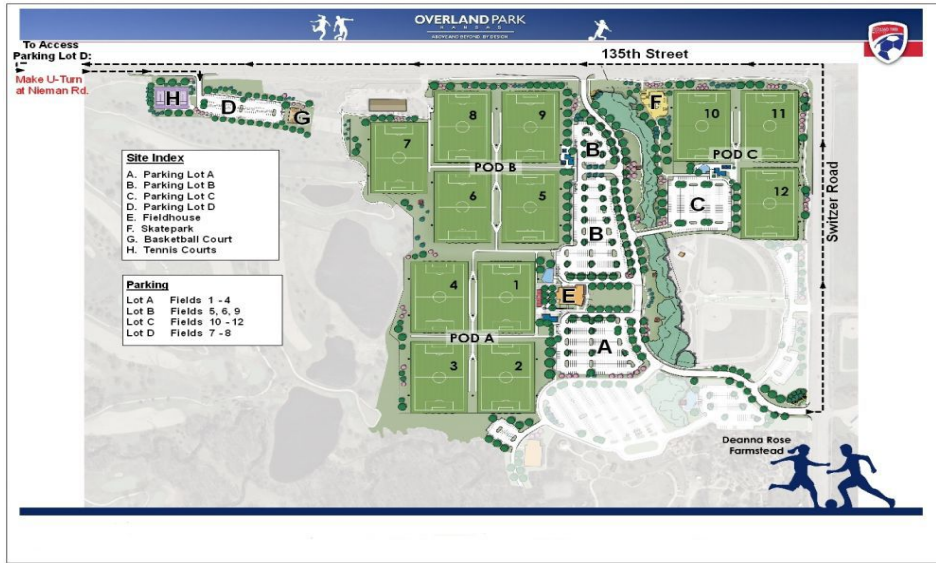 OVERLAND PARK
KANSAS
ABOVE AND BEYOND. BY DESIGN
To Access
Parking Lot D:
Make U-Turn
at Nieman Rd.
135th Street
H
D
G
8
9
B
F
10
11
7
POD B
POD C
6
5
C
12
B
Switzer Road
Site Index
A. Parking Lot A
B. Parking Lot B
C. Parking Lot C
D. Parking Lot D
E. Fieldhouse
F. Skatepark
G. Basketball Court
H. Tennis Courts
Parking
Lot A Fields 1 - 4
Lot B Fields 5, 6, 9
Lot C Fields 10 - 12
Lot D Fields 7 - 8
4
1
E
POD A
A
3
2
Deanna Rose
Farmstead